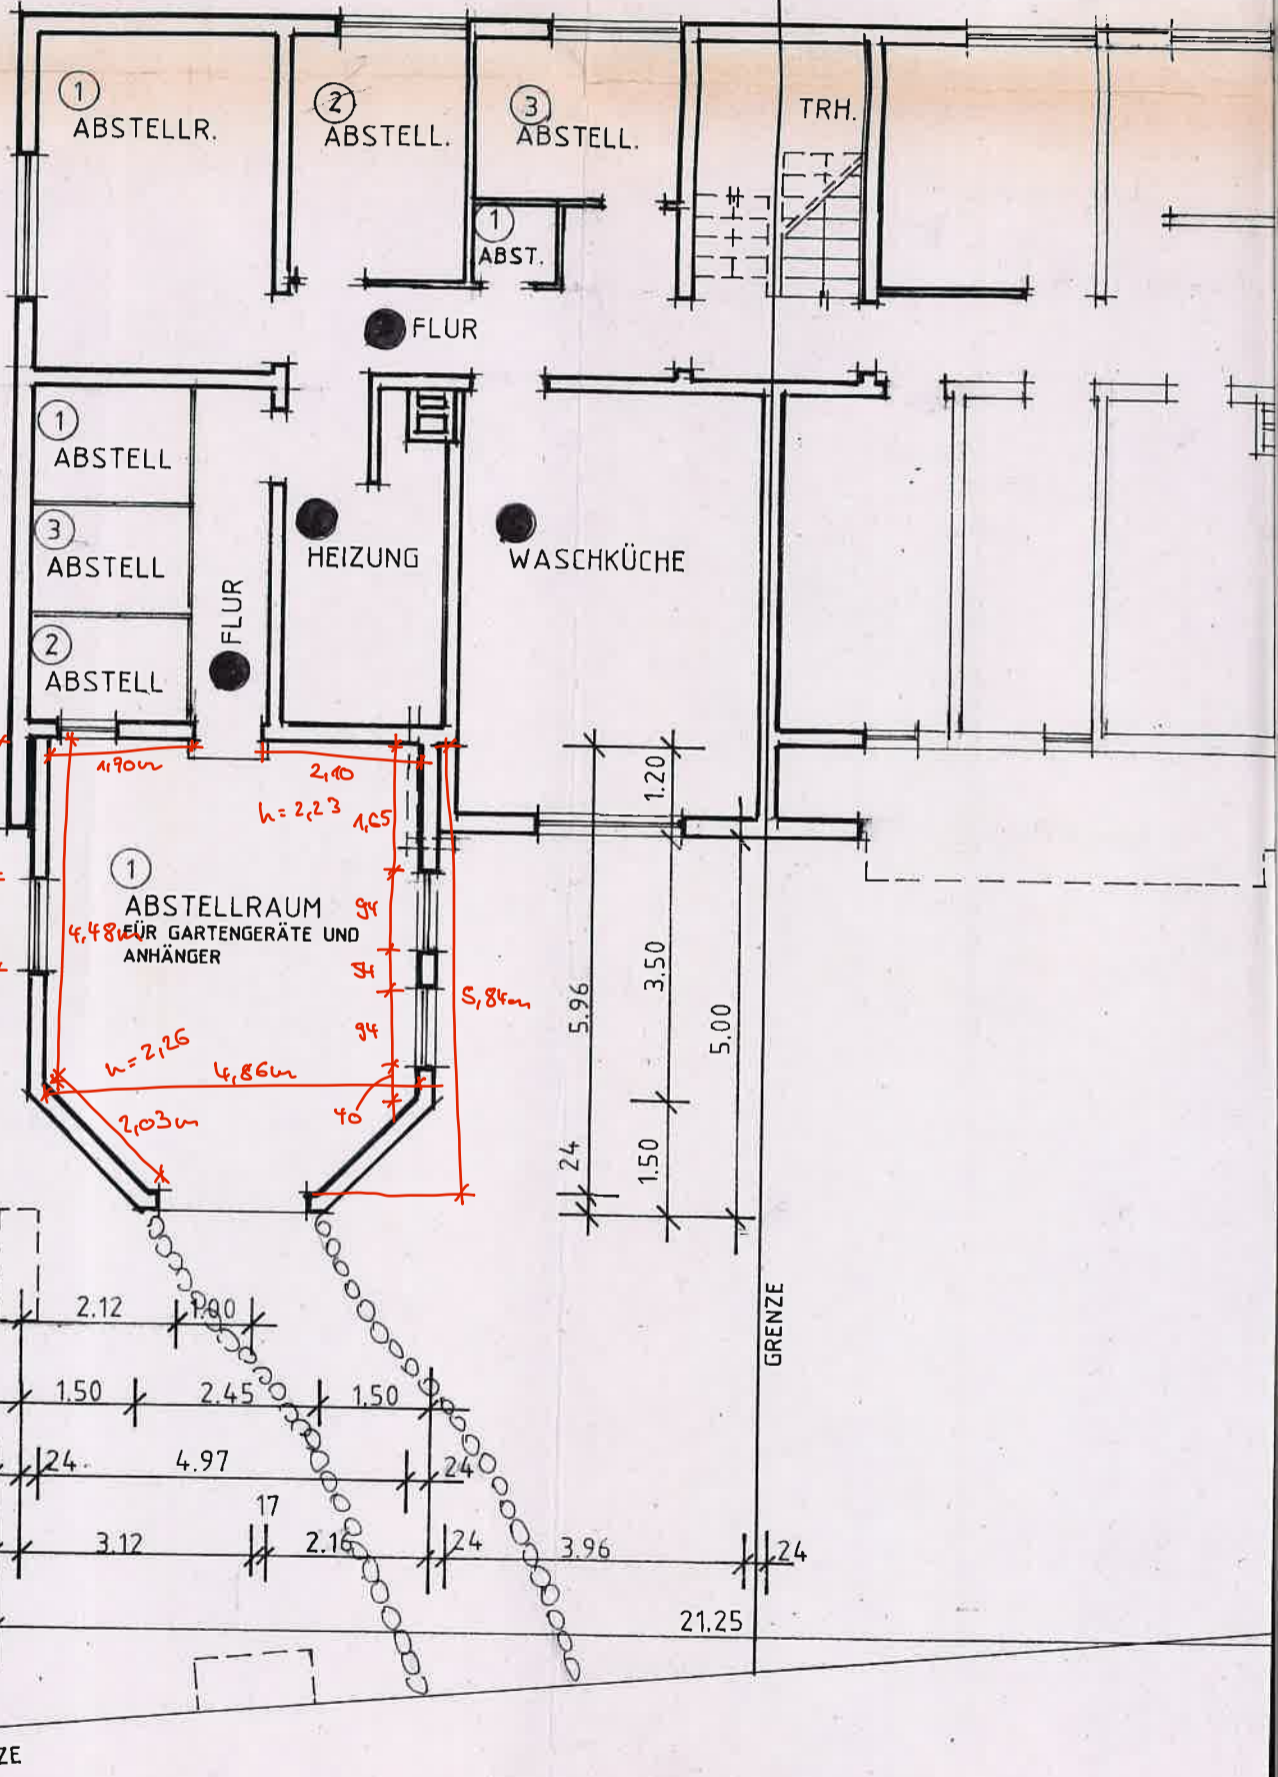 1
ABSTELLR.
2
ABSTELL.
3
ABSTELL.
TRH.
1
ABST.
FLUR
1
ABSTELL
3
ABSTELL
2
ABSTELL
FLUR
HEIZUNG
WASCHKÜCHE
1,90m
2,10
h=2,23
1,65
1.20
1
ABSTELLRAUM
FÜR GARTENGERÄTE UND
ANHÄNGER
4,48m
94
94
5,84m
5.96
3.50
5.00
h=2,26
4,86m
40
2,03m
24
1.50
GRENZE
2.12
1.00
1.50
2.45
1.50
24
4.97
24
17
3.12
2.16
24
3.96
24
21.25
ZE